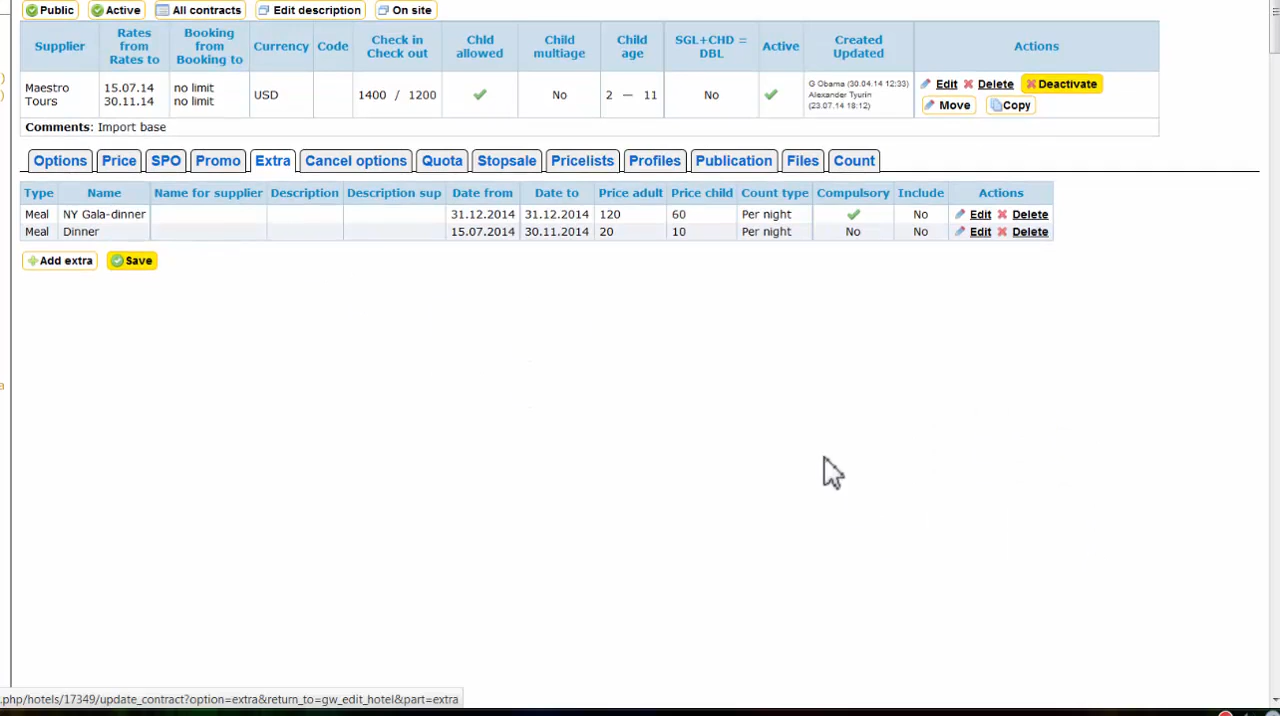 Public Active All contracts Edit description On site
Supplier Rates from Rates to Booking from Booking to Currency Code Check in Check out Chld allowed Child multiage Child age SGL+CHD = DBL Active Created Updated Actions
Maestro Tours 15.07.14 30.11.14 no limit no limit USD 1400 / 1200 No 2 — 11 No G Obama (30.04.14 12:33) Alexander Tyurin (23.07.14 18:12) Edit Delete Deactivate Move Copy
Comments: Import base
Options Price SPO Promo Extra Cancel options Quota Stopsale Pricelists Profiles Publication Files Count
Type Name Name for supplier Description Description sup Date from Date to Price adult Price child Count type Compulsory Include Actions
Meal NY Gala-dinner 31.12.2014 31.12.2014 120 60 Per night No Edit Delete
Meal Dinner 15.07.2014 30.11.2014 20 10 Per night No No Edit Delete
Add extra Save
)
)
a
.php/hotels/17349/update_contract?option=extra&return_to=gw_edit_hotel&part=extra